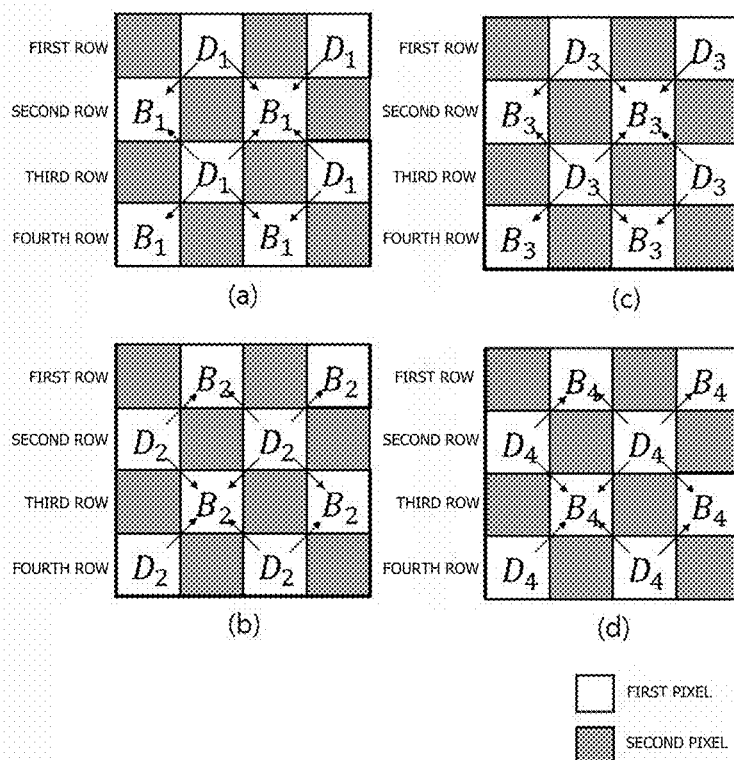 FIRST ROW D₁ D₁
SECOND ROW B₁ B₁
THIRD ROW D₁ D₁
FOURTH ROW B₁ B₁
(a)
FIRST ROW D₃ D₃
SECOND ROW B₃ B₃
THIRD ROW D₃ D₃
FOURTH ROW B₃ B₃
(c)
FIRST ROW B₂ B₂
SECOND ROW D₂ D₂
THIRD ROW B₂ B₂
FOURTH ROW D₂ D₂
(b)
FIRST ROW B₄ B₄
SECOND ROW D₄ D₄
THIRD ROW B₄ B₄
FOURTH ROW D₄ D₄
(d)
FIRST PIXEL
SECOND PIXEL